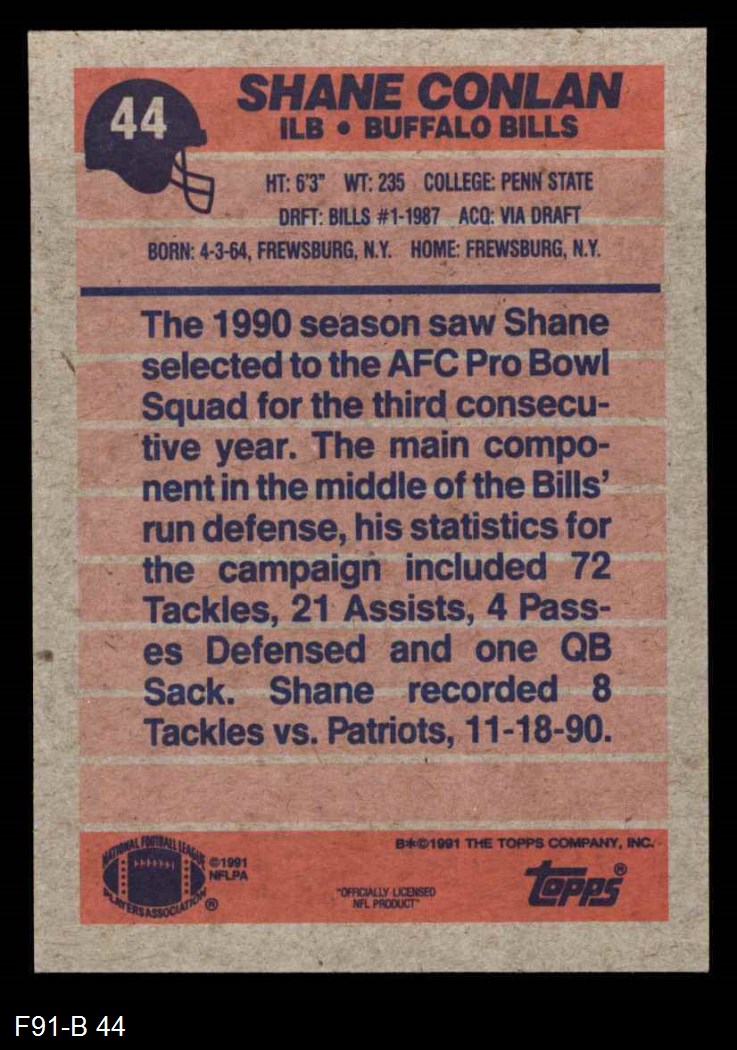 44
SHANE CONLAN
ILB • BUFFALO BILLS
HT: 6'3" WT: 235 COLLEGE: PENN STATE
DRFT: BILLS #1-1987 ACQ: VIA DRAFT
BORN: 4-3-64, FREWSBURG, N.Y. HOME: FREWSBURG, N.Y.
The 1990 season saw Shane
selected to the AFC Pro Bowl
Squad for the third consecu-
tive year. The main compo-
nent in the middle of the Bills'
run defense, his statistics for
the campaign included 72
Tackles, 21 Assists, 4 Pass-
es Defensed and one QB
Sack. Shane recorded 8
Tackles vs. Patriots, 11-18-90.
B*©1991 THE TOPPS COMPANY, INC.
NATIONAL FOOTBALL LEAGUE
PLAYERS ASSOCIATION ®
©1991
NFLPA
"OFFICIALLY LICENSED
NFL PRODUCT"
topps®
F91-B 44